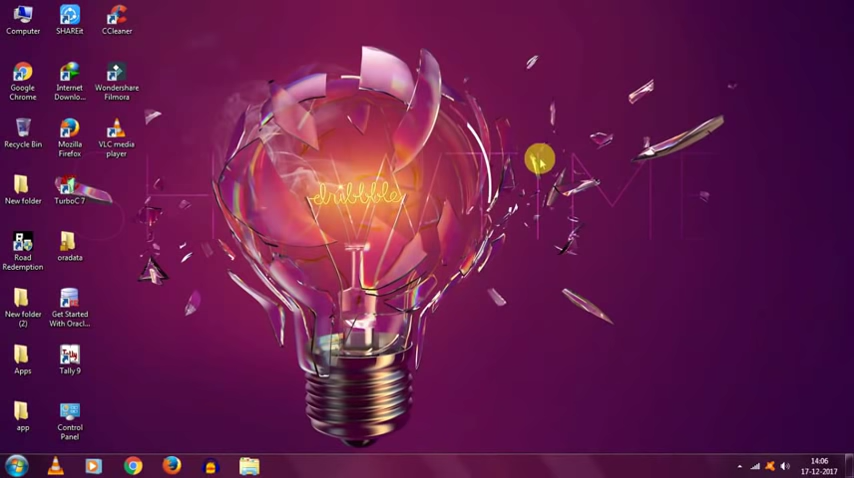 Computer
SHAREit
CCleaner
Google
Chrome
Internet
Downlo...
Wondershare
Filmora
Recycle Bin
Mozilla
Firefox
VLC media
player
New folder
TurboC 7
Road
Redemption
oradata
New folder
(2)
Get Started
With Oracl...
Apps
Tally 9
app
Control
Panel
dribbble
14:06
17-12-2017